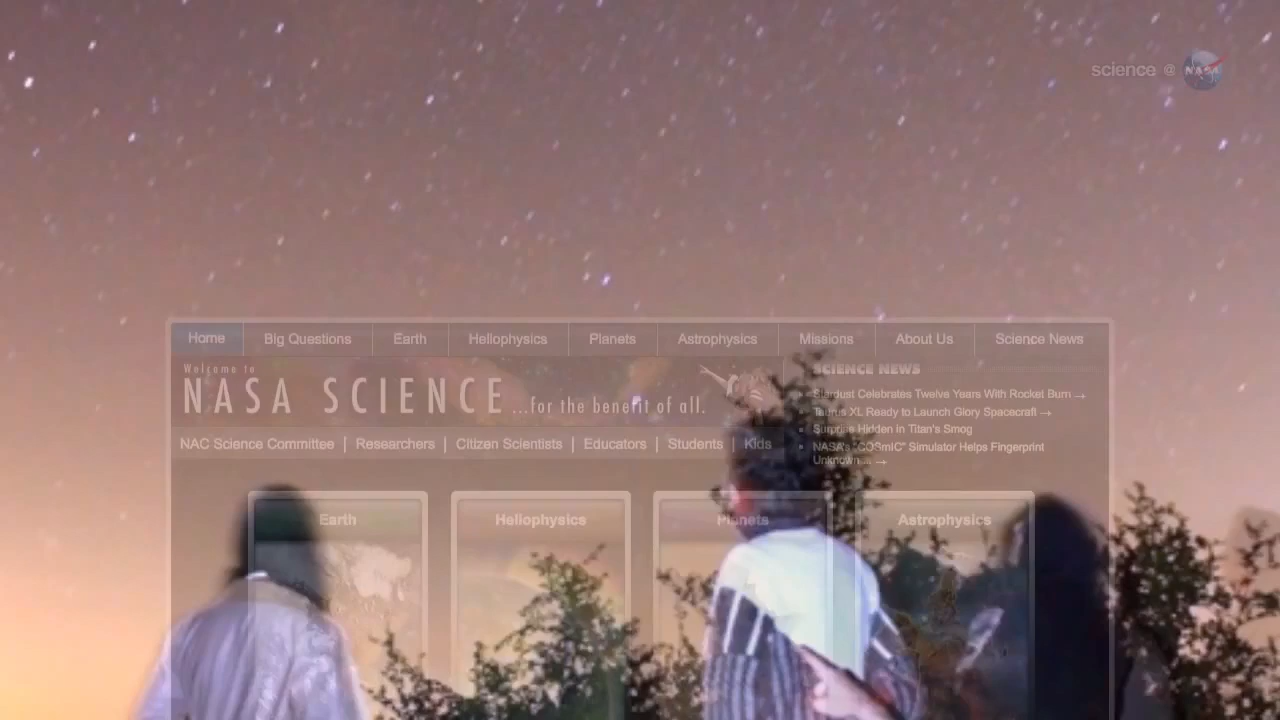 science @ NASA
Home Big Questions Earth Heliophysics Planets Astrophysics Missions About Us Science News
Welcome to
NASA SCIENCE ...for the benefit of all.
SCIENCE NEWS
Stardust Celebrates Twelve Years With Rocket Burn →
Taurus XL Ready to Launch Glory Spacecraft →
Surprise Hidden in Titan's Smog
NASA's "COSmIC" Simulator Helps Fingerprint
Unknown ... →
NAC Science Committee | Researchers | Citizen Scientists | Educators | Students | Kids
Earth Heliophysics Planets Astrophysics